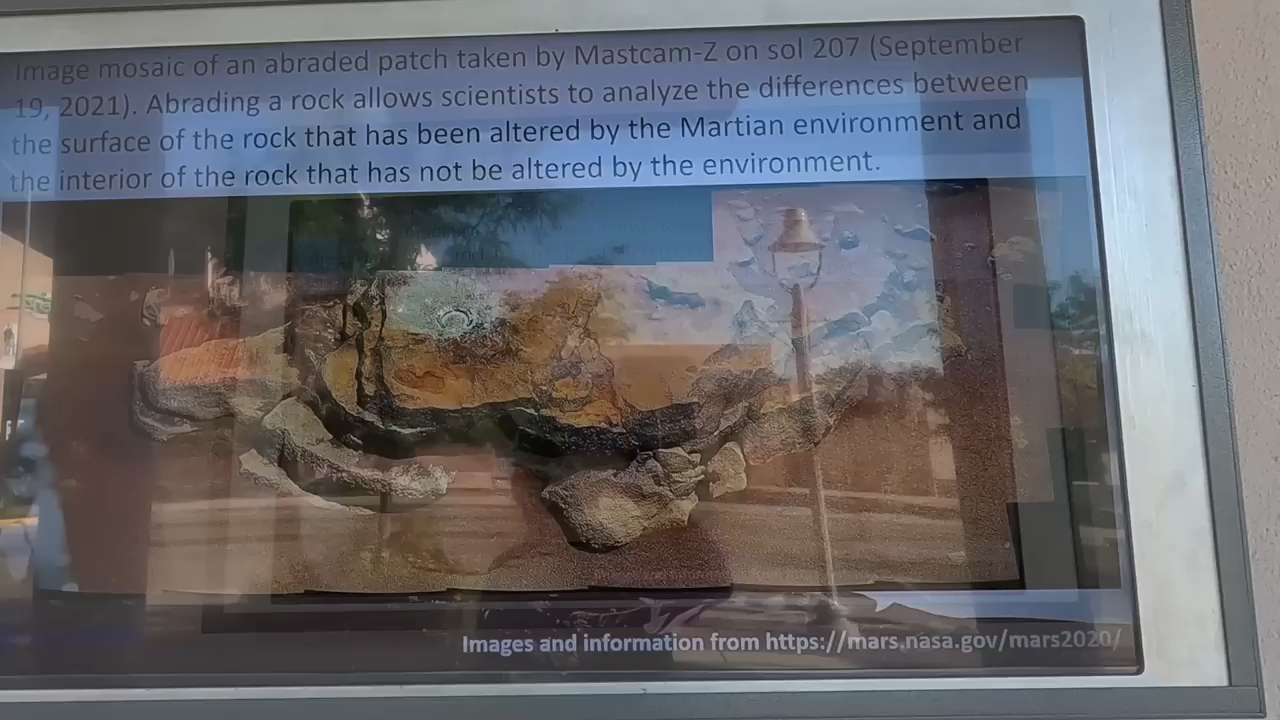 Image mosaic of an abraded patch taken by Mastcam-Z on sol 207 (September
19, 2021). Abrading a rock allows scientists to analyze the differences between
the surface of the rock that has been altered by the Martian environment and
the interior of the rock that has not be altered by the environment.
Images and information from https://mars.nasa.gov/mars2020/